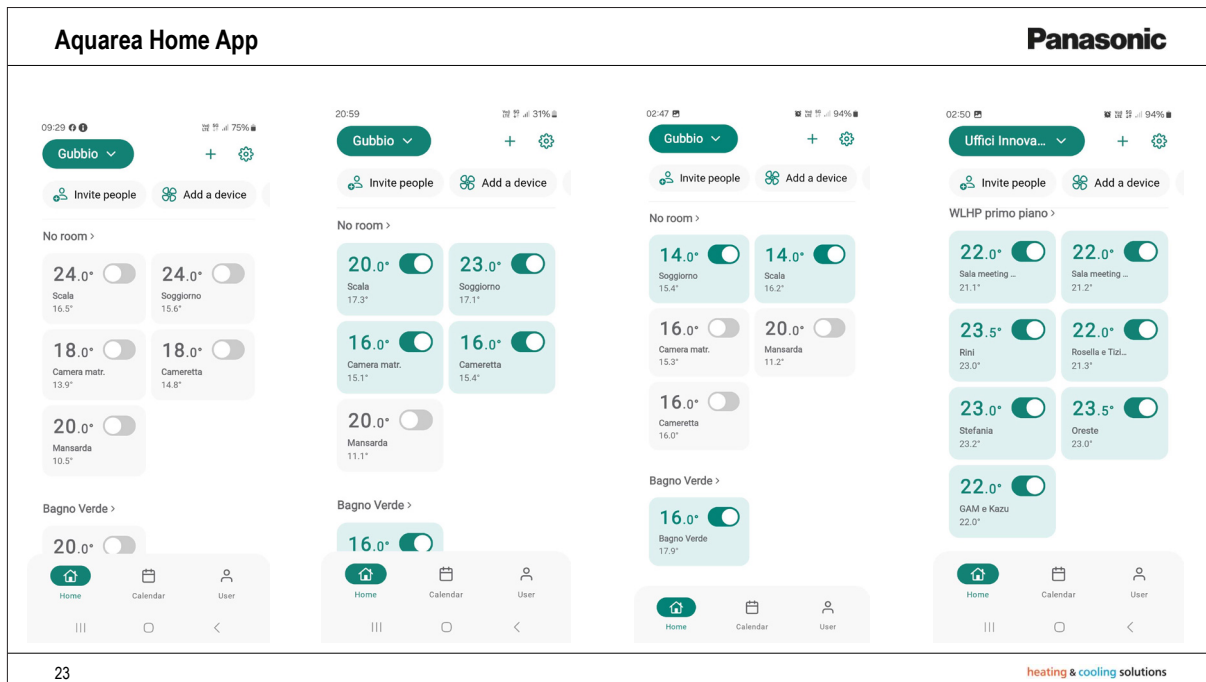 Aquarea Home App
Panasonic
09:29
75%
Gubbio
Invite people
Add a device
No room >
24.0°
24.0°
Scala
Soggiorno
16.5°
15.6°
18.0°
18.0°
Camera matr.
Cameretta
13.9°
14.8°
20.0°
Mansarda
10.5°
Bagno Verde >
20.0°
Home
Calendar
User
20:59
31%
Gubbio
Invite people
Add a device
No room >
20.0°
23.0°
Scala
Soggiorno
17.3°
17.1°
16.0°
16.0°
Camera matr.
Cameretta
15.1°
15.4°
20.0°
Mansarda
11.1°
Bagno Verde >
16.0°
Home
Calendar
User
02:47
94%
Gubbio
Invite people
Add a device
No room >
14.0°
14.0°
Soggiorno
Scala
15.4°
16.2°
16.0°
20.0°
Camera matr.
Mansarda
15.3°
11.2°
16.0°
Cameretta
16.0°
Bagno Verde >
16.0°
Bagno Verde
17.9°
Home
Calendar
User
02:50
94%
Uffici Innova...
Invite people
Add a device
WLHP primo piano >
22.0°
22.0°
Sala meeting ...
Sala meeting ...
21.1°
21.2°
23.5°
22.0°
Rini
Rosella e Tizi...
23.0°
21.3°
23.0°
23.5°
Stefania
Oreste
23.2°
23.0°
22.0°
GAM e Kazu
22.0°
Home
Calendar
User
23
heating & cooling solutions